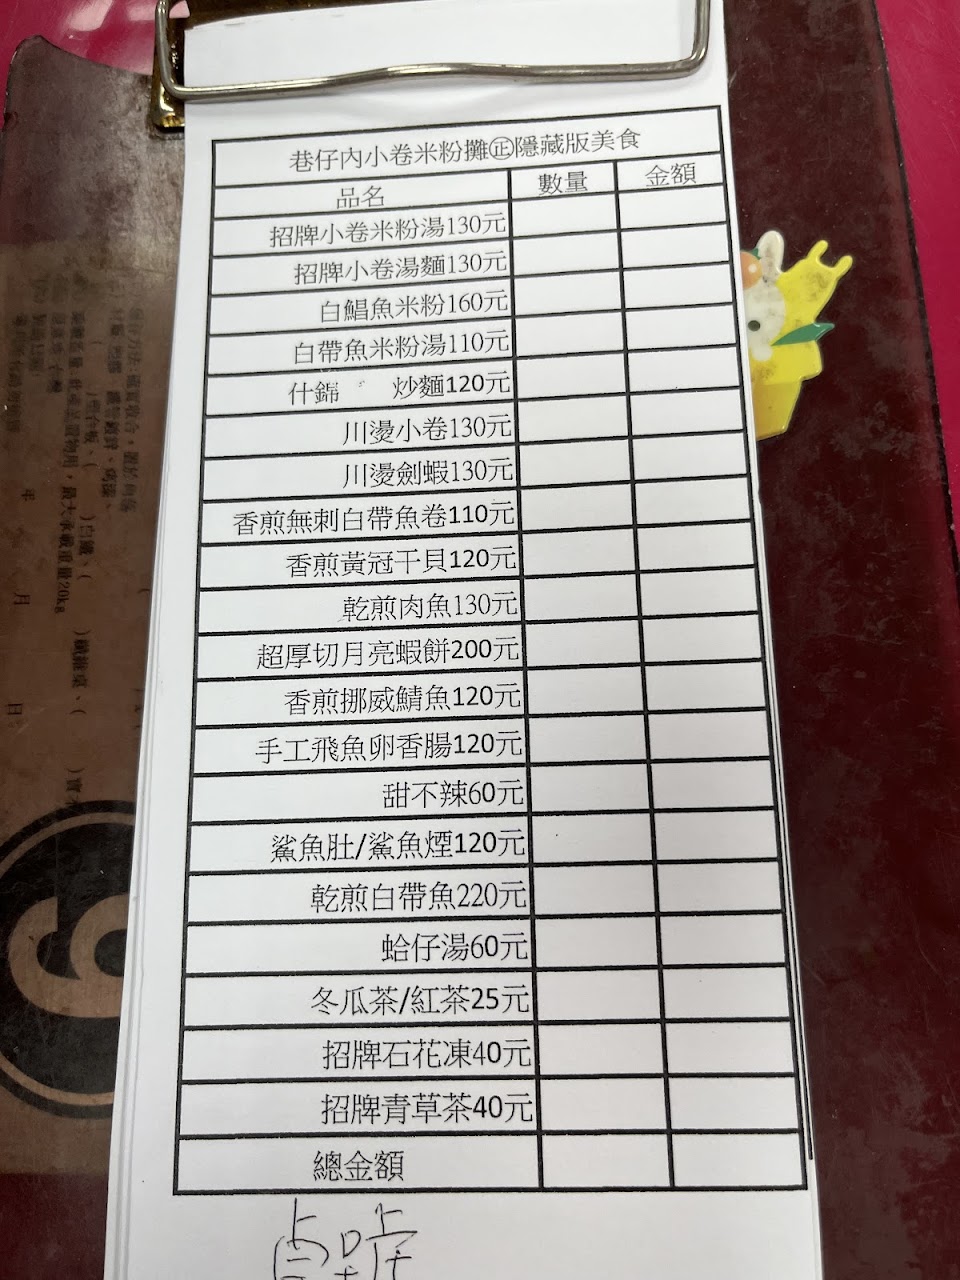 巷仔內小卷米粉攤㊣隱藏版美食
品名 數量 金額
招牌小卷米粉湯130元
招牌小卷湯麵130元
白鯧魚米粉160元
白帶魚米粉湯110元
什錦 炒麵120元
川燙小卷130元
川燙劍蝦130元
香煎無刺白帶魚卷110元
香煎黃冠干貝120元
乾煎肉魚130元
超厚切月亮蝦餅200元
香煎挪威鯖魚120元
手工飛魚卵香腸120元
甜不辣60元
鯊魚肚/鯊魚煙120元
乾煎白帶魚220元
蛤仔湯60元
冬瓜茶/紅茶25元
招牌石花凍40元
招牌青草茶40元
總金額
年 月 日
6